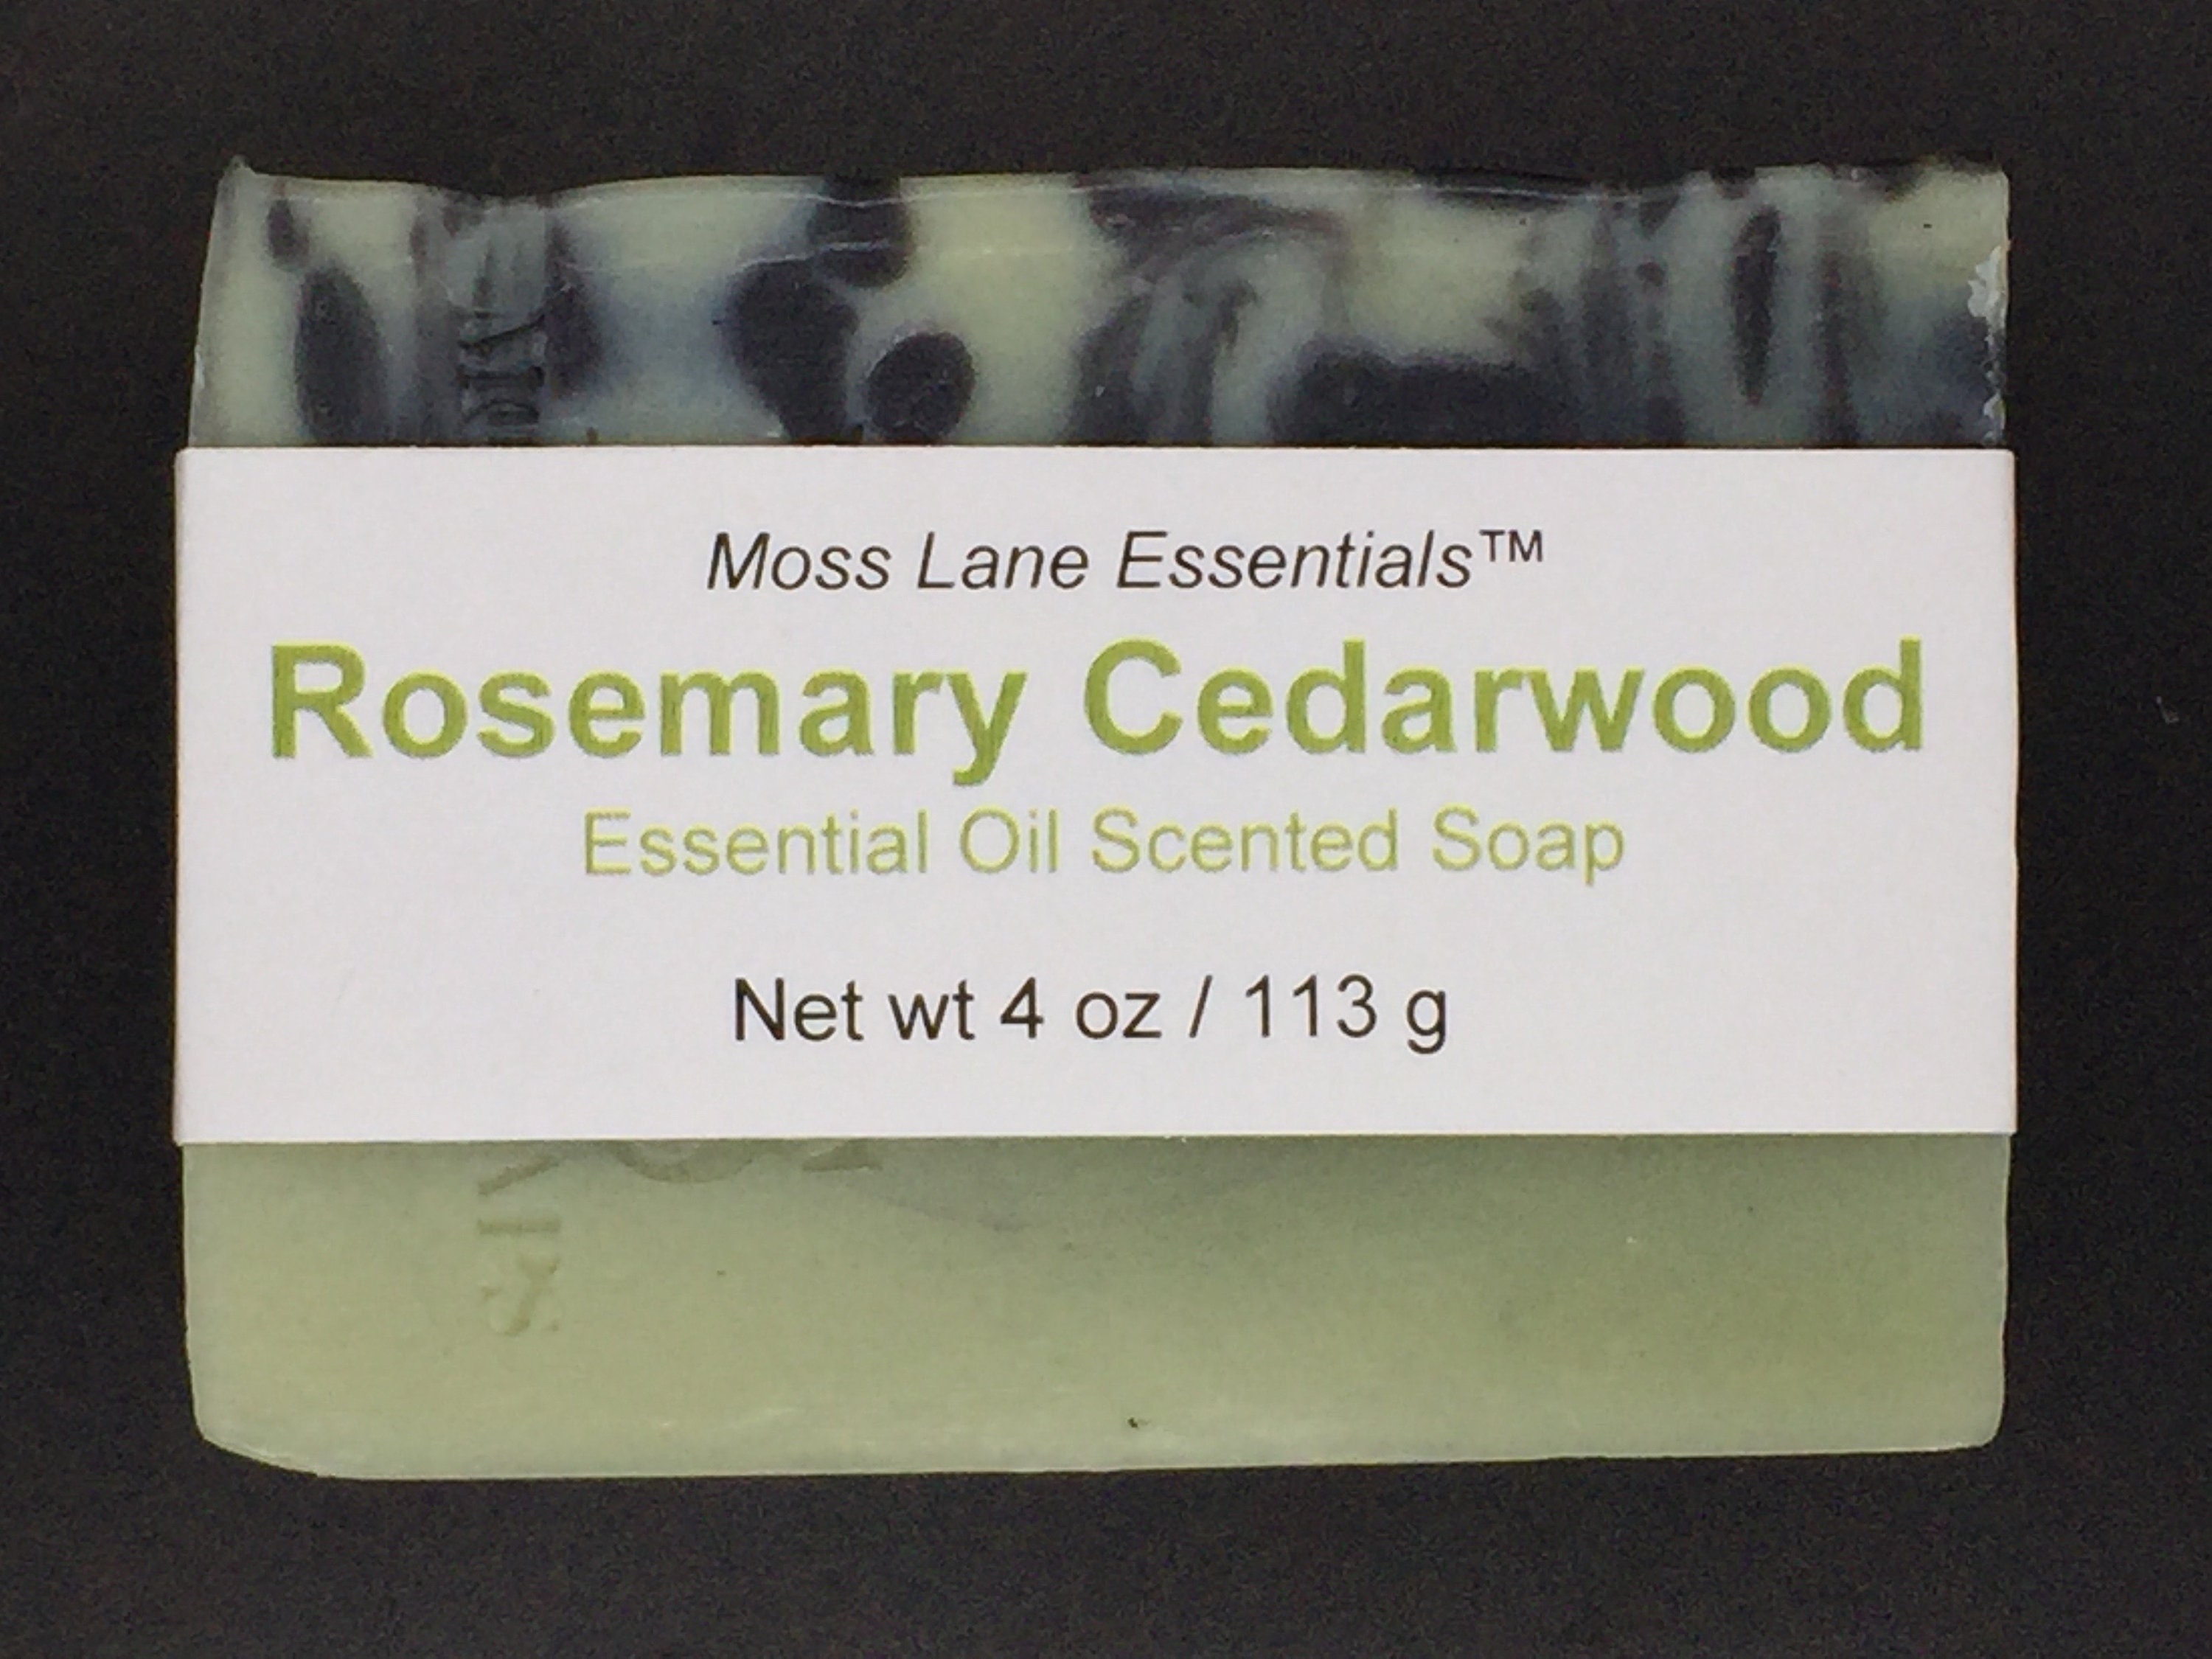 Moss Lane Essentials™
Rosemary Cedarwood
Essential Oil Scented Soap
Net wt 4 oz / 113 g